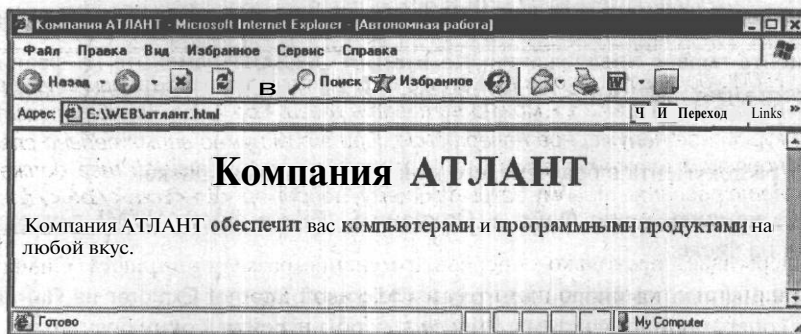 Компания АТЛАНТ - Microsoft Internet Explorer - [Автономная работа]
Файл Правка Вид Избранное Сервис Справка
Назад В Поиск Избранное
Адрес: C:\WEB\атлант.html Ч И Переход Links »
Компания АТЛАНТ
Компания АТЛАНТ обеспечит вас компьютерами и программными продуктами на
любой вкус.
Готово My Computer